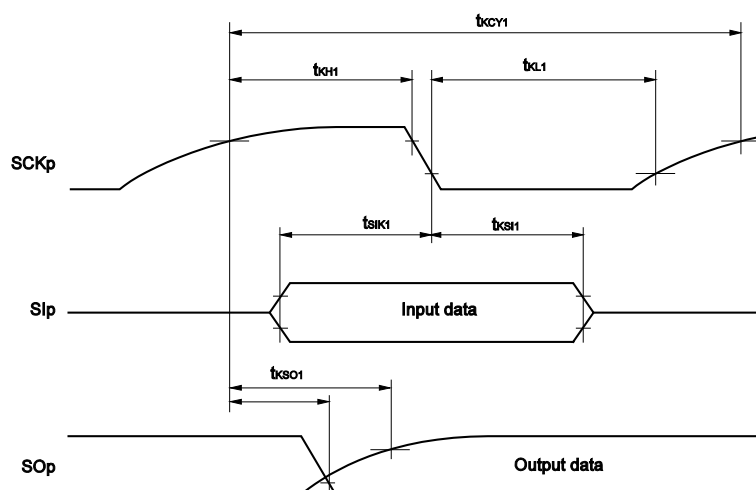 tKCY1
tKH1
tKL1
SCKp
tSIK1
tKSI1
SIp
Input data
tKSO1
SOp
Output data